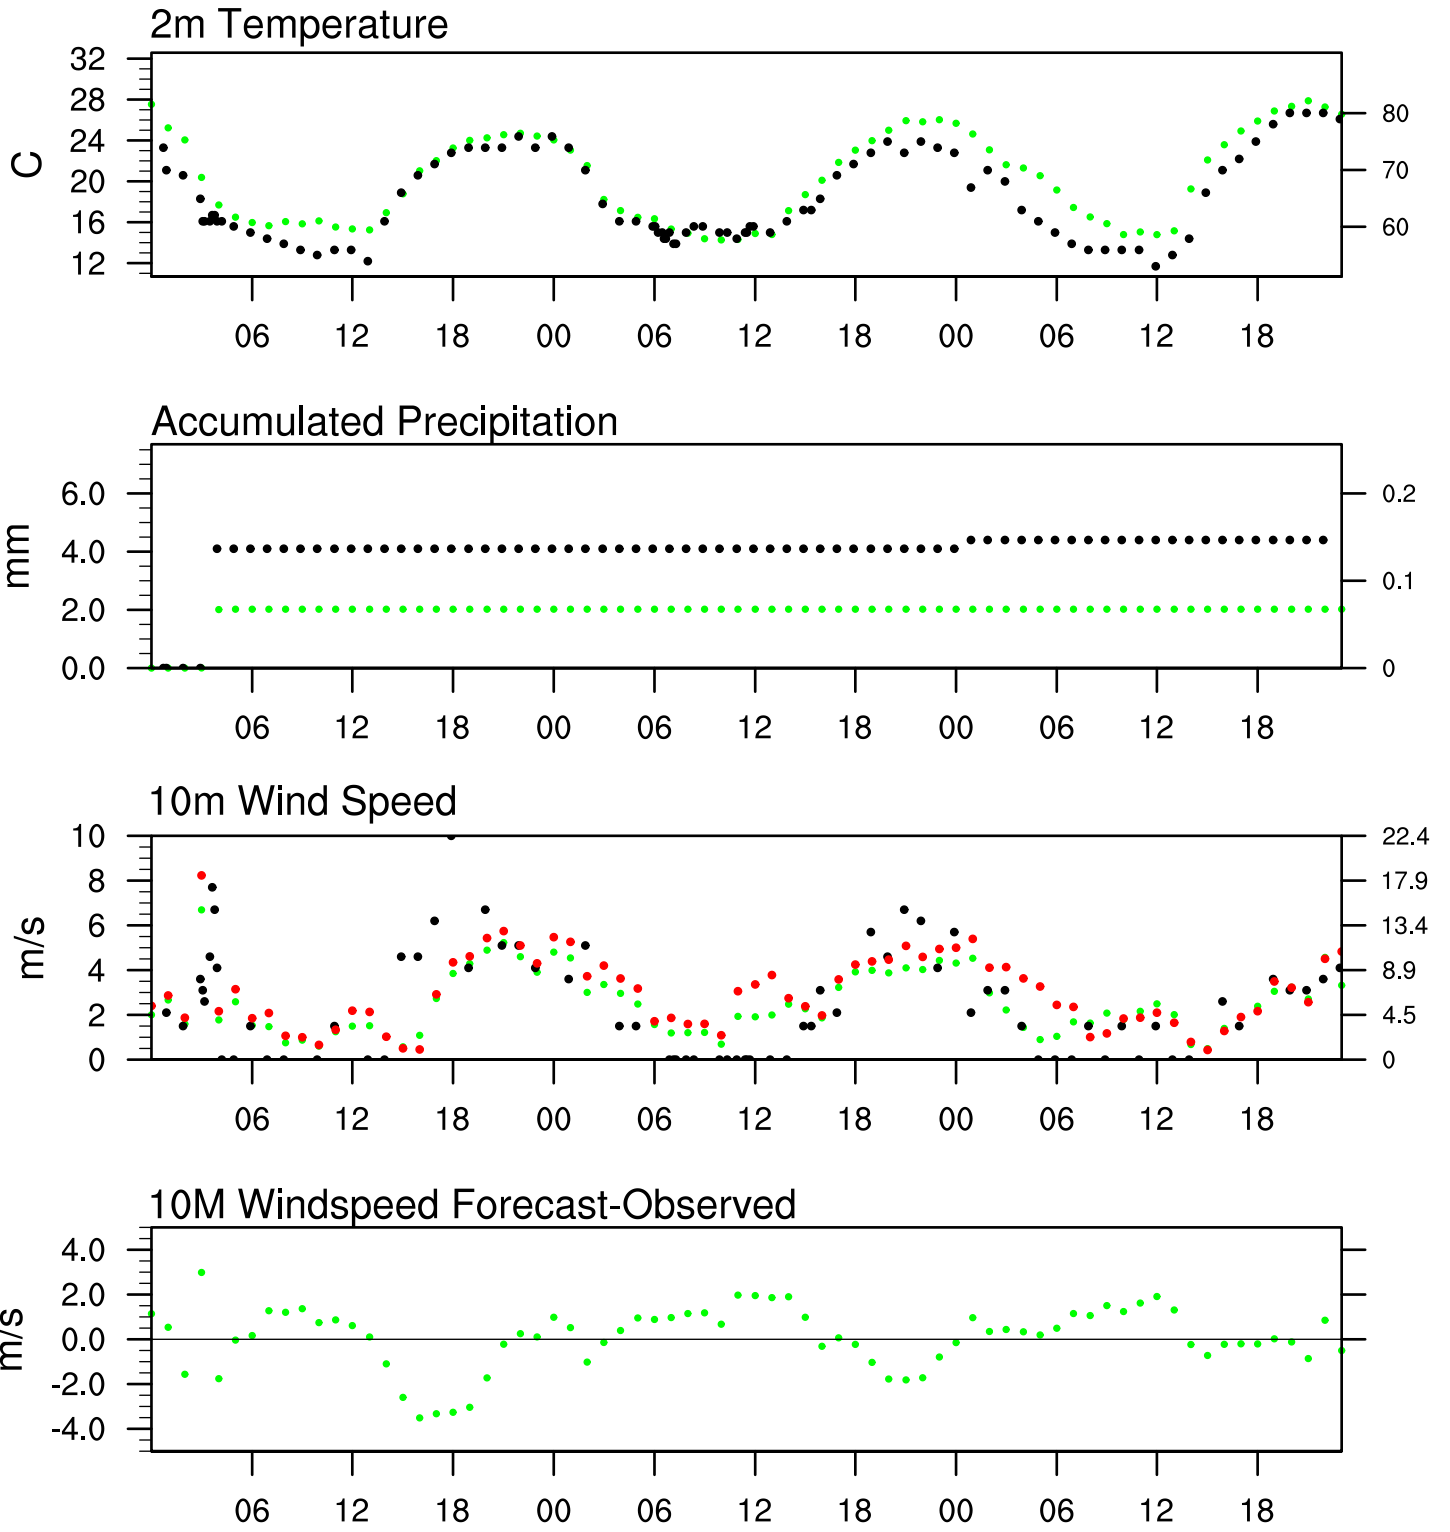 2m Temperature
32
28
24
20
16
12
C
80
70
60
06 12 18 00 06 12 18 00 06 12 18
Accumulated Precipitation
6.0
4.0
2.0
0.0
mm
0.2
0.1
0
06 12 18 00 06 12 18 00 06 12 18
10m Wind Speed
10
8
6
4
2
0
m/s
22.4
17.9
13.4
8.9
4.5
0
06 12 18 00 06 12 18 00 06 12 18
10M Windspeed Forecast-Observed
4.0
2.0
0.0
-2.0
-4.0
m/s
06 12 18 00 06 12 18 00 06 12 18